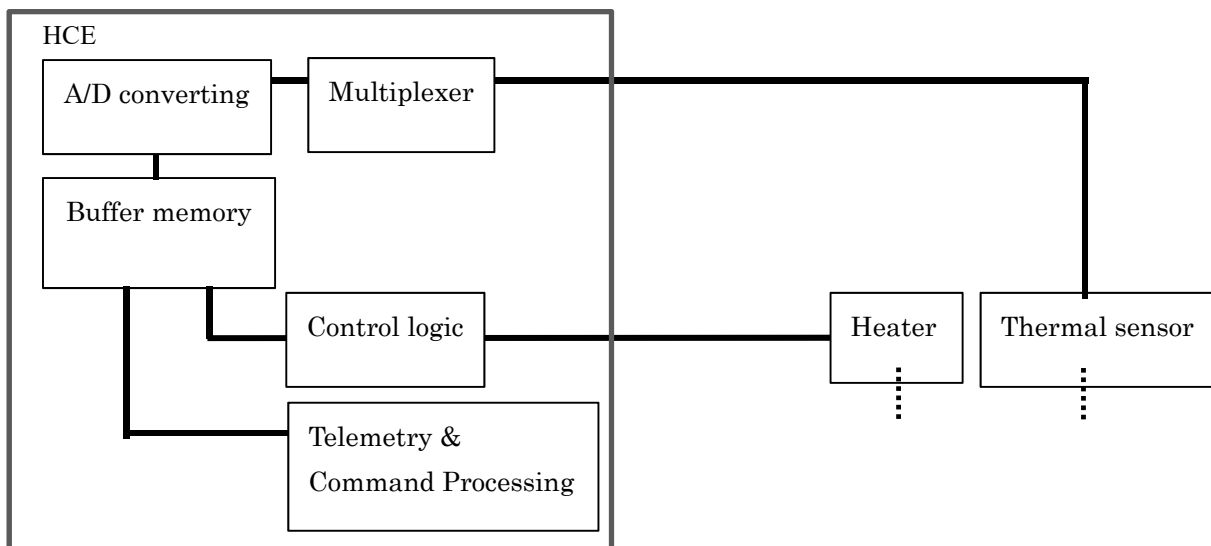 HCE
A/D converting
Multiplexer
Buffer memory
Control logic
Heater
Thermal sensor
Telemetry &
Command Processing